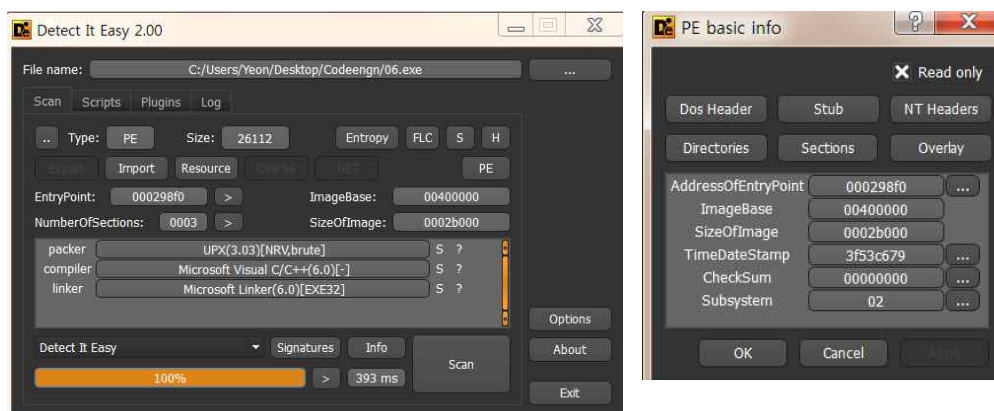 Detect It Easy 2.00
File name: C:/Users/Yeon/Desktop/Codeengn/06.exe ...
Scan Scripts Plugins Log
.. Type: PE Size: 26112 Entropy FLC S H
Import Resource PE
EntryPoint: 000298f0 > ImageBase: 00400000
NumberOfSections: 0003 > SizeOfImage: 0002b000
packer UPX(3.03)[NRV,brute] S ?
compiler Microsoft Visual C/C++(6.0)[-] S ?
linker Microsoft Linker(6.0)[EXE32] S ?
Options
Detect It Easy Signatures Info Scan About
100% > 393 ms
Exit
PE basic info
Read only
Dos Header Stub NT Headers
Directories Sections Overlay
AddressOfEntryPoint 000298f0 ...
ImageBase 00400000
SizeOfImage 0002b000
TimeDateStamp 3f53c679 ...
CheckSum 00000000 ...
Subsystem 02 ...
OK Cancel Apply